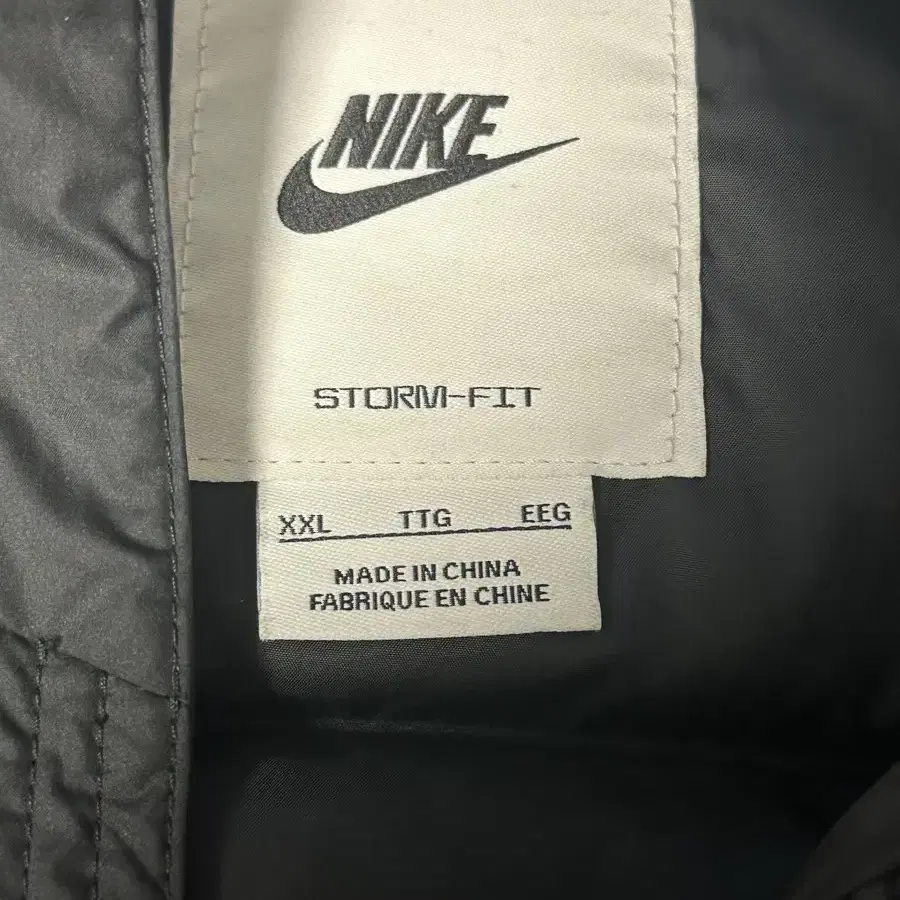 NIKE
STORM-FIT
XXL TTG EEG
MADE IN CHINA
FABRIQUE EN CHINE